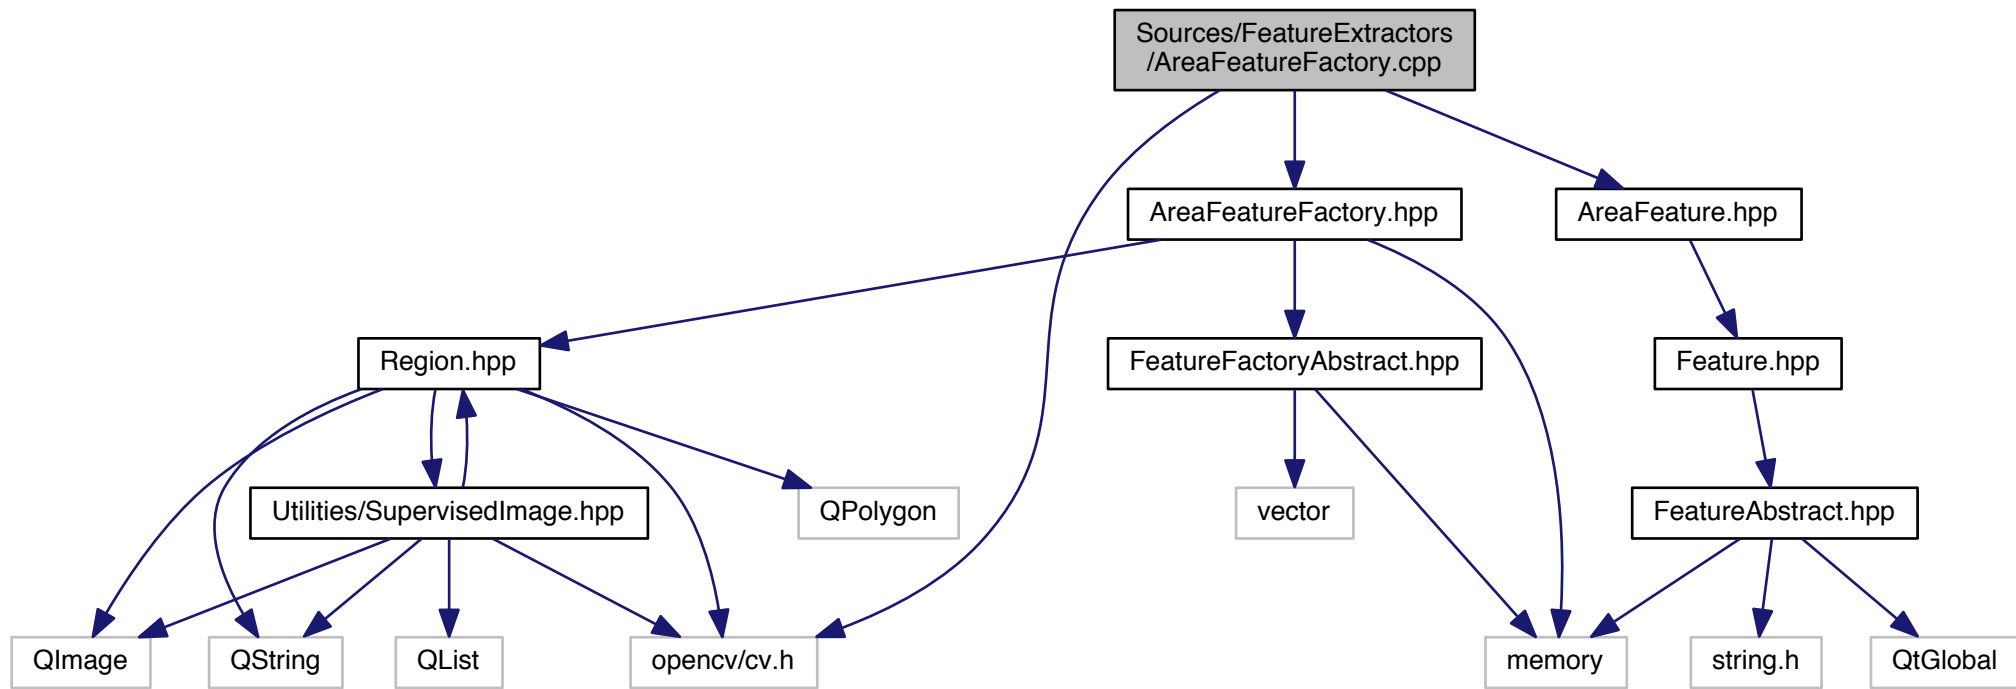 Sources/FeatureExtractors
/AreaFeatureFactory.cpp
AreaFeatureFactory.hpp
AreaFeature.hpp
Region.hpp
FeatureFactoryAbstract.hpp
Feature.hpp
Utilities/SupervisedImage.hpp
QPolygon
vector
FeatureAbstract.hpp
QImage
QString
QList
opencv/cv.h
memory
string.h
QtGlobal